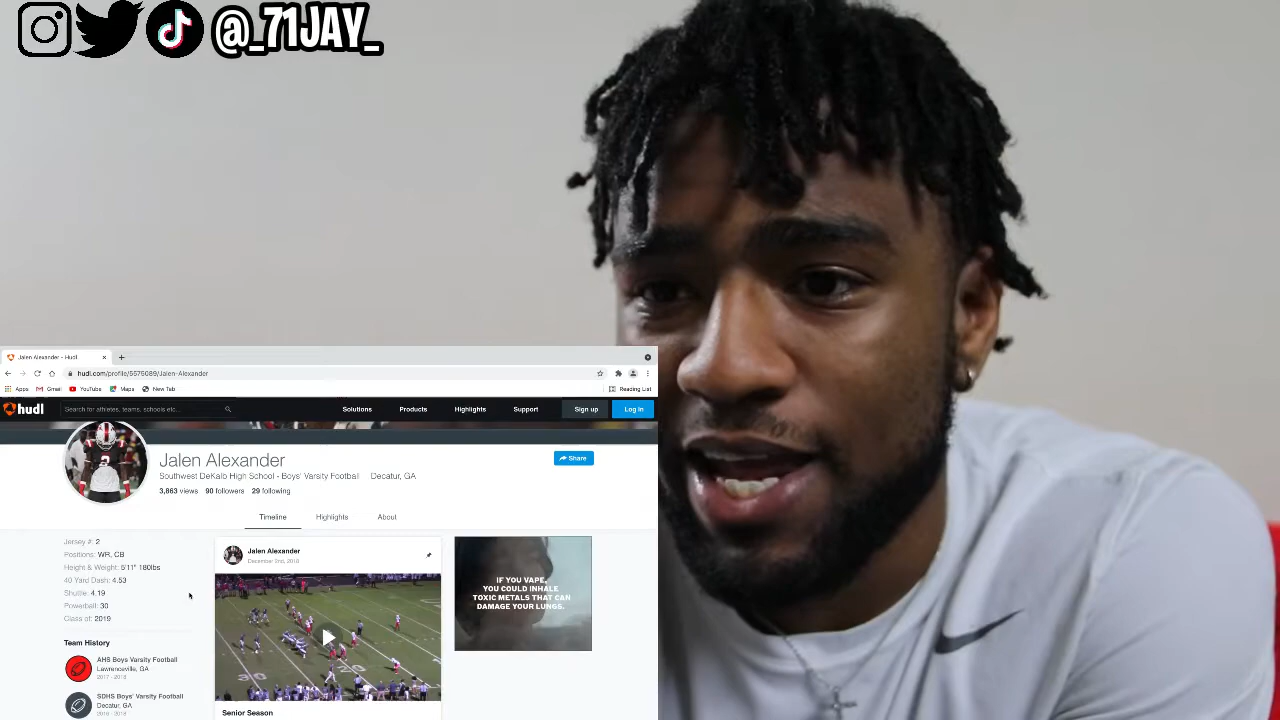 @_71JAY_
Jalen Alexander - Hudl
hudl.com/profile/5575089/Jalen-Alexander
Apps Gmail YouTube Maps New Tab Reading List
hudl Search for athletes, teams, schools etc... Solutions Products Highlights Support Sign up Log in
Jalen Alexander
Share
Southwest DeKalb High School - Boys' Varsity Football Decatur, GA
3,863 views 90 followers 29 following
Timeline Highlights About
Jersey #: 2
Positions: WR, CB
Height & Weight: 5'11" 180lbs
40 Yard Dash: 4.53
Shuttle: 4.19
Powerball: 30
Class of: 2019
Team History
AHS Boys Varsity Football
Lawrenceville, GA
2017 - 2018
SDHS Boys' Varsity Football
Decatur, GA
Jalen Alexander
December 2nd, 2018
Senior Season
IF YOU VAPE,
YOU COULD INHALE
TOXIC METALS THAT CAN
DAMAGE YOUR LUNGS.